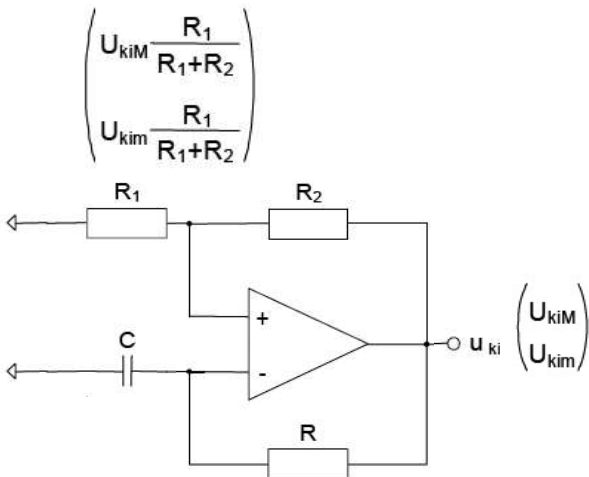 U_kiM R₁/(R₁+R₂)
U_kim R₁/(R₁+R₂)
R₁ R₂
+
C
-
u_ki
U_kiM
U_kim
R